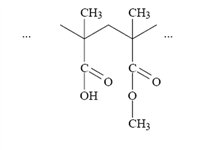 CH₃ CH₃
... ...
C C
O O
OH O
CH₃